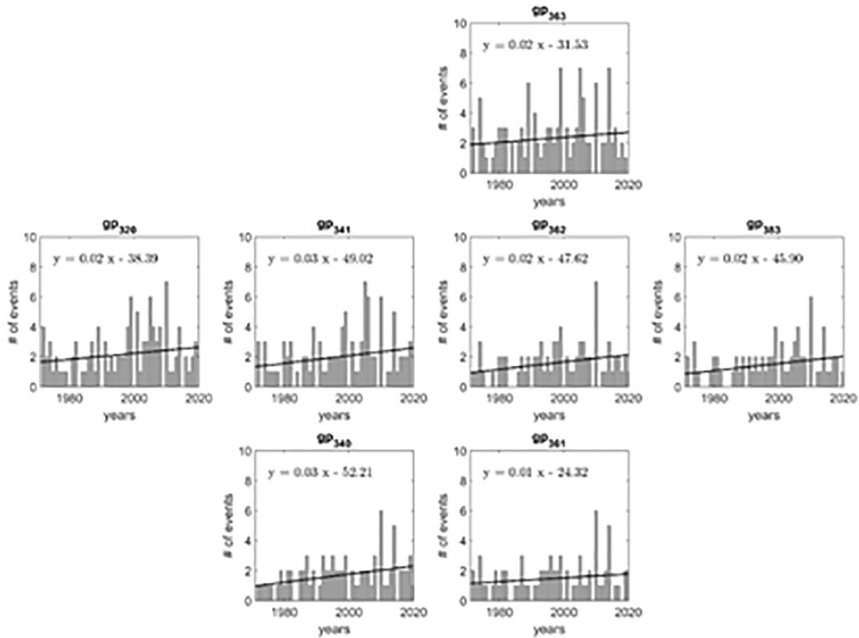 gp363
y = 0.02 x - 31.53
10
8
6
4
2
0
# of events
1980 2000 2020
years
gp320
y = 0.02 x - 38.39
10
8
6
4
2
0
# of events
1980 2000 2020
years
gp341
y = 0.03 x - 49.02
10
8
6
4
2
0
# of events
1980 2000 2020
years
gp362
y = 0.02 x - 47.62
10
8
6
4
2
0
# of events
1980 2000 2020
years
gp383
y = 0.02 x - 45.90
10
8
6
4
2
0
# of events
1980 2000 2020
years
gp340
y = 0.03 x - 52.21
10
8
6
4
2
0
# of events
1980 2000 2020
years
gp361
y = 0.01 x - 24.32
10
8
6
4
2
0
# of events
1980 2000 2020
years